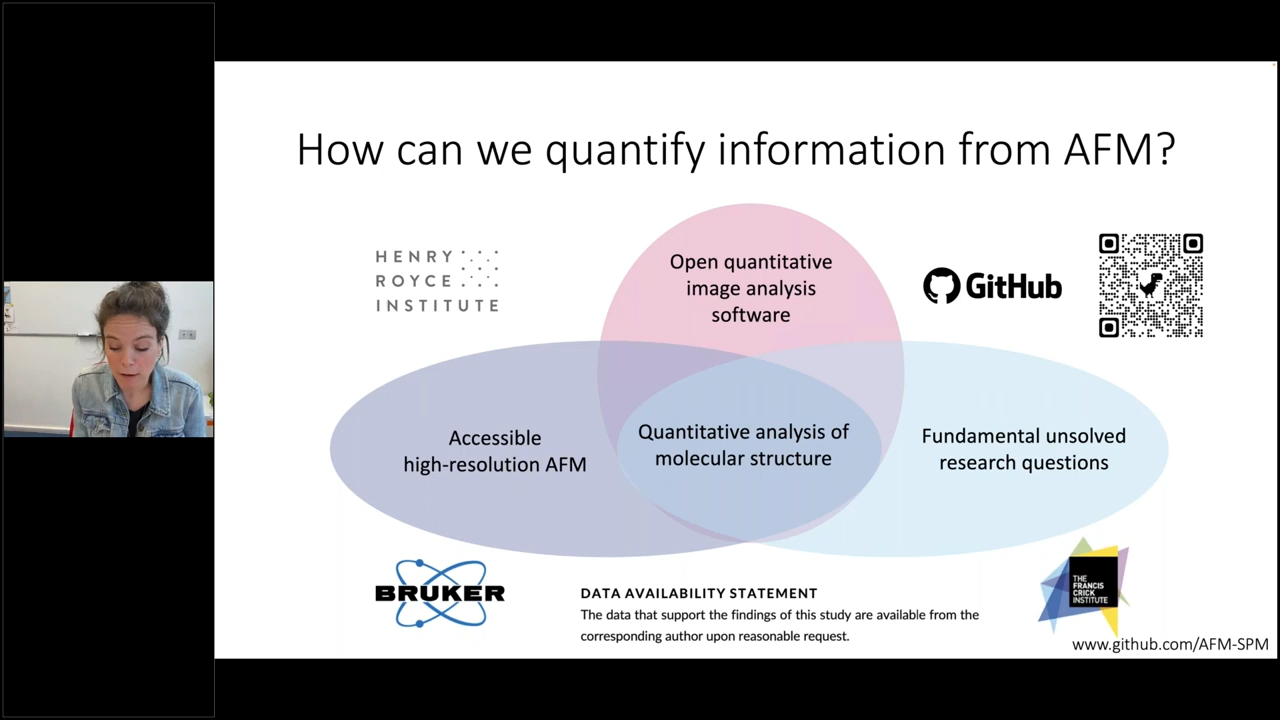 How can we quantify information from AFM?
HENRY
ROYCE
INSTITUTE
Open quantitative
image analysis
software
GitHub
Accessible
high-resolution AFM
Quantitative analysis of
molecular structure
Fundamental unsolved
research questions
BRUKER
DATA AVAILABILITY STATEMENT
The data that support the findings of this study are available from the
corresponding author upon reasonable request.
THE
FRANCIS
CRICK
INSTITUTE
www.github.com/AFM-SPM